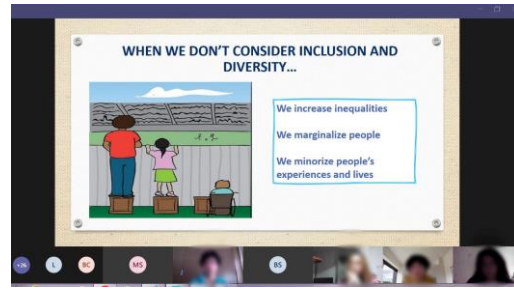 WHEN WE DON'T CONSIDER INCLUSION AND
DIVERSITY...
We increase inequalities
We marginalize people
We minorize people's
experiences and lives
+26
L
BC
MS
BS